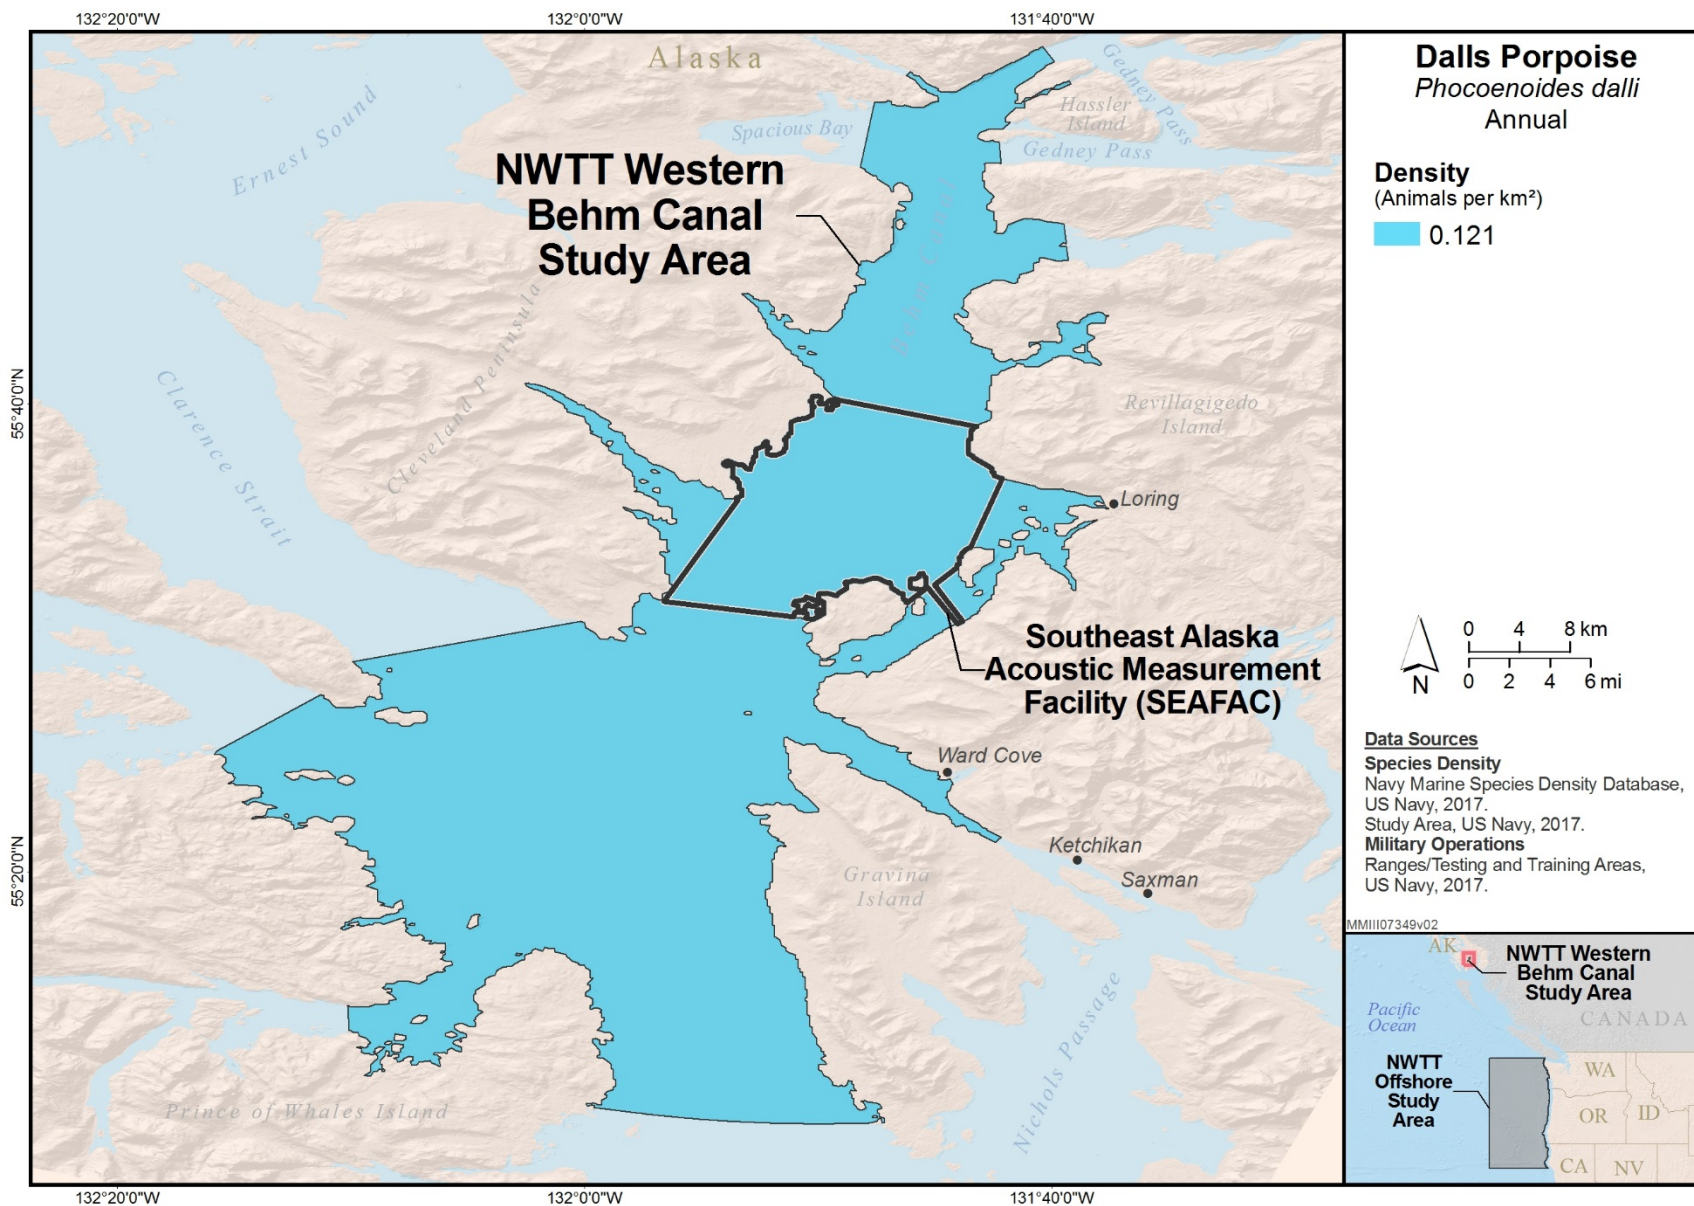 132°20'0"W
132°0'0"W
131°40'0"W
Alaska
Gedney Pass
Hassler
Island
Spacious Bay
Gedney Pass
Ernest Sound
NWTT Western
Behm Canal
Study Area
Behm Canal
Cleveland Peninsula
Clarence Strait
55°40'0"N
Revillagigedo
Island
Loring
Southeast Alaska
Acoustic Measurement
Facility (SEAFAC)
Ward Cove
Ketchikan
Saxman
Gravina
Island
55°20'0"N
Nichols Passage
Prince of Whales Island
132°20'0"W
132°0'0"W
131°40'0"W
Dalls Porpoise
Phocoenoides dalli
Annual
Density
(Animals per km²)
0.121
N
0 4 8 km
0 2 4 6 mi
Data Sources
Species Density
Navy Marine Species Density Database,
US Navy, 2017.
Study Area, US Navy, 2017.
Military Operations
Ranges/Testing and Training Areas,
US Navy, 2017.
MMIII07349v02
AK
NWTT Western
Behm Canal
Study Area
Pacific
Ocean
CANADA
NWTT
Offshore
Study
Area
WA
OR
ID
CA
NV